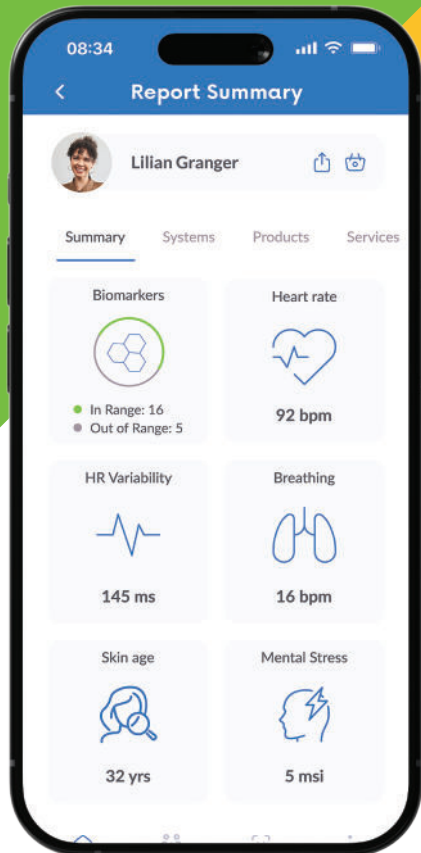 08:34
Report Summary
Lilian Granger
Summary Systems Products Services
Biomarkers
In Range: 16
Out of Range: 5
Heart rate
92 bpm
HR Variability
145 ms
Breathing
16 bpm
Skin age
32 yrs
Mental Stress
5 msi